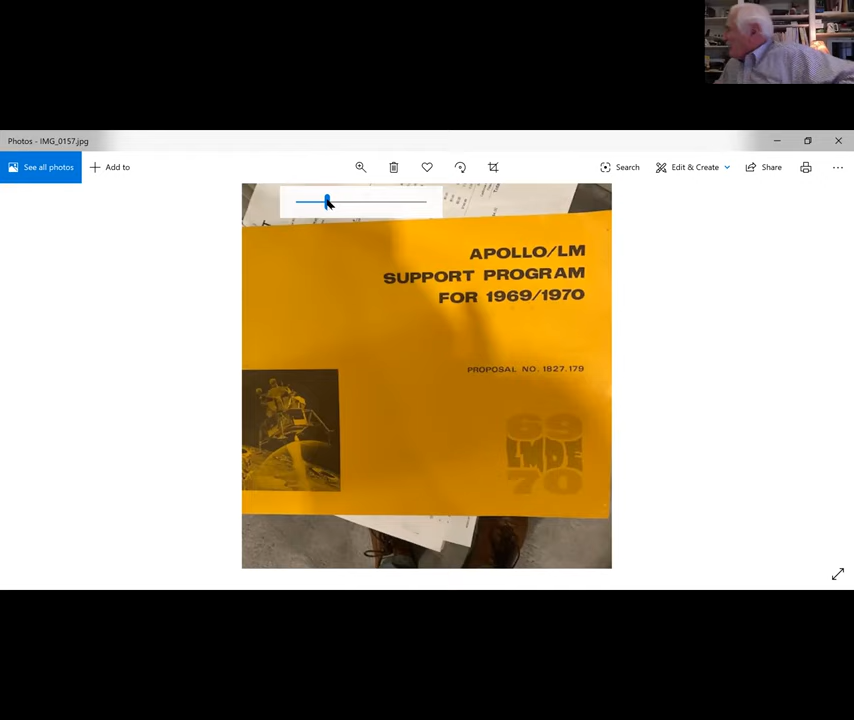 Photos - IMG_0157.jpg
See all photos
Add to
Search
Edit & Create
Share
APOLLO/LM
SUPPORT PROGRAM
FOR 1969/1970
PROPOSAL NO. 1827.179
69
LMDE
70